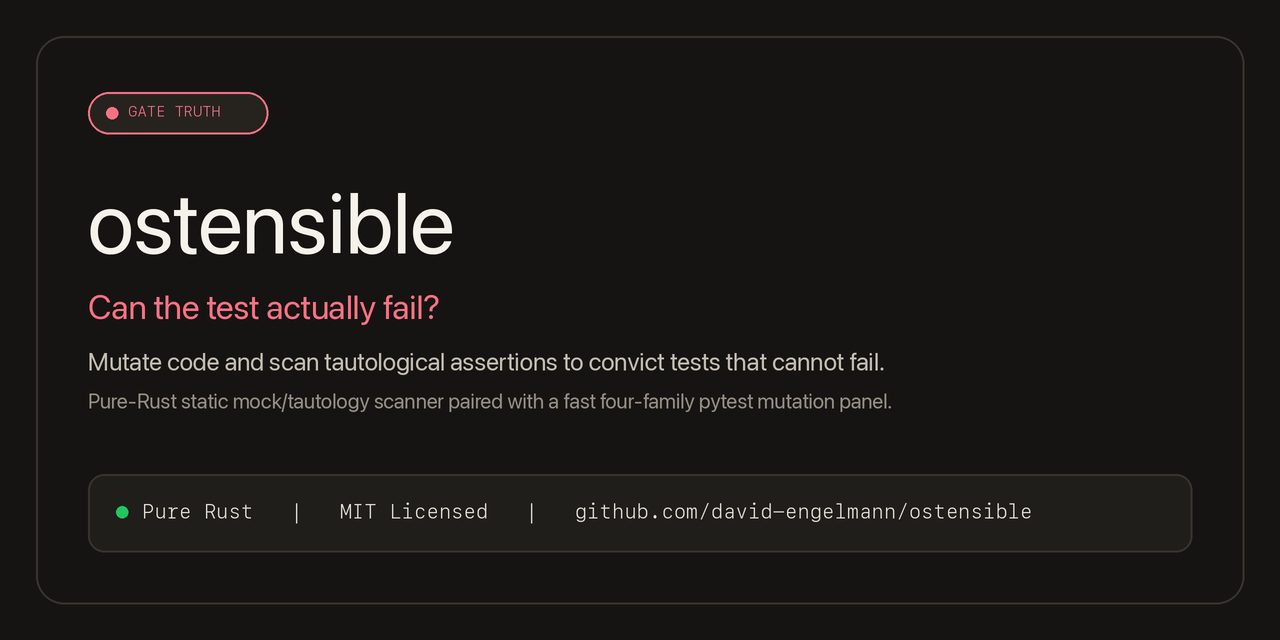 GATE TRUTH
ostensible
Can the test actually fail?
Mutate code and scan tautological assertions to convict tests that cannot fail.
Pure-Rust static mock/tautology scanner paired with a fast four-family pytest mutation panel.
Pure Rust | MIT Licensed | github.com/david-engelmann/ostensible